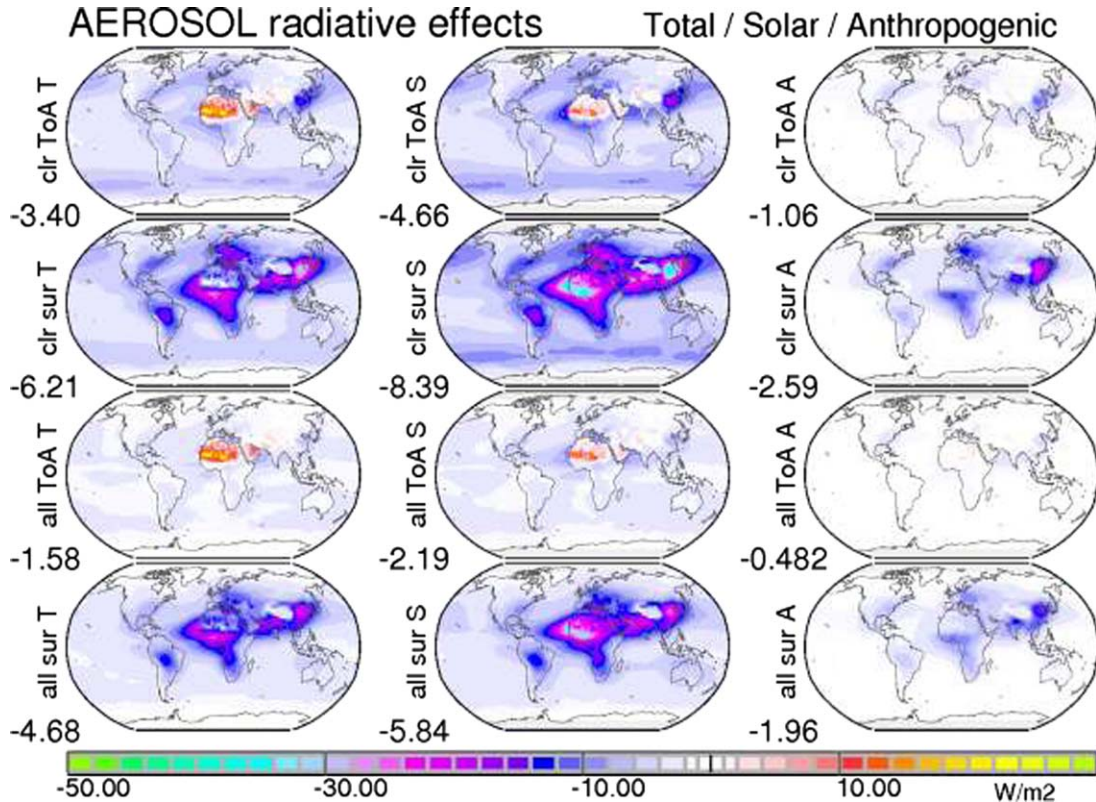 AEROSOL radiative effects Total / Solar / Anthropogenic
clr ToA T clr ToA S clr ToA A
-3.40 -4.66 -1.06
clr sur T clr sur S clr sur A
-6.21 -8.39 -2.59
all ToA T all ToA S all ToA A
-1.58 -2.19 -0.482
all sur T all sur S all sur A
-4.68 -5.84 -1.96
-50.00 -30.00 -10.00 10.00 W/m2